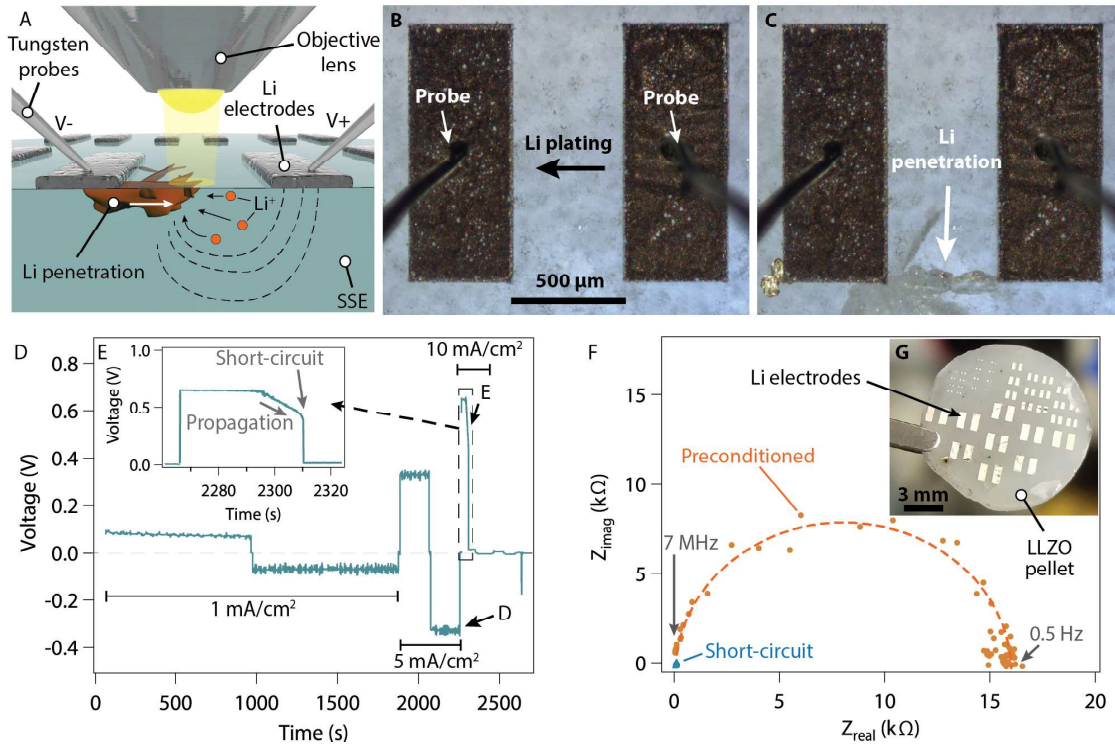 A
Tungsten
probes
Objective
lens
Li
electrodes
V-
V+
Li⁺
Li penetration
SSE
B
Probe
Probe
Li plating
500 µm
C
Li
penetration
D
E
Voltage (V)
0.8
0.6
0.4
0.2
0.0
-0.2
-0.4
0
500
1000
1500
2000
2500
Time (s)
1 mA/cm²
5 mA/cm²
10 mA/cm²
E
D
Voltage (V)
1.0
0.5
0.0
2280
2300
2320
Time (s)
Short-circuit
Propagation
F
Z imag (kΩ)
15
10
5
0
0
5
10
15
20
Z real (kΩ)
Preconditioned
7 MHz
Short-circuit
0.5 Hz
G
Li electrodes
3 mm
LLZO
pellet